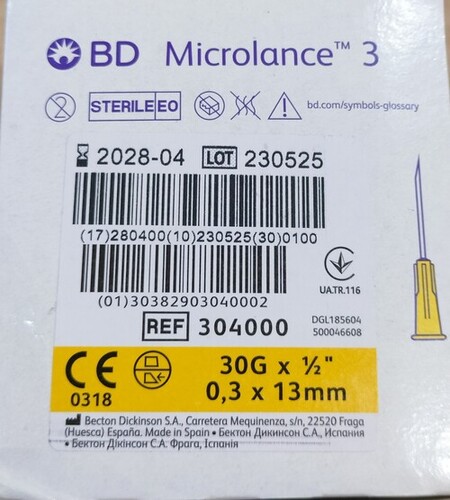 BD Microlance™ 3
2 STERILE EO bd.com/symbols-glossary
2028-04 LOT 230525
(17)280400(10)230525(30)0100
(01)30382903040002
UA.TR.116
DGL185604
500046608
REF 304000
CE
0318
30G x ½"
0,3 x 13mm
Becton Dickinson S.A., Carretera Mequinenza, s/n, 22520 Fraga
(Huesca) España. Made in Spain • Бектон Дикинсон С.А., Испания
• Бектон Дікінсон С.А. Фрага, Іспанія